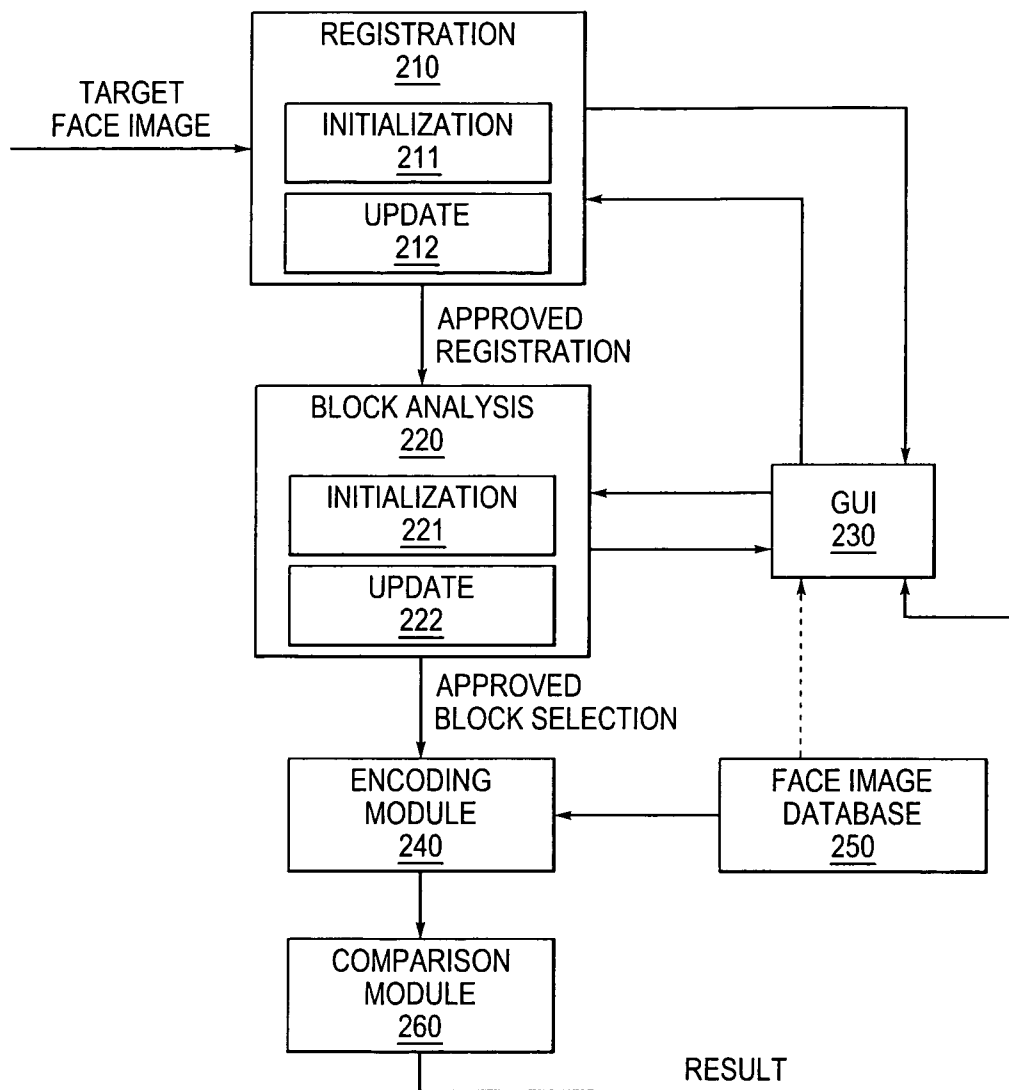 REGISTRATION
210
TARGET
FACE IMAGE
INITIALIZATION
211
UPDATE
212
APPROVED
REGISTRATION
BLOCK ANALYSIS
220
INITIALIZATION
221
UPDATE
222
GUI
230
APPROVED
BLOCK SELECTION
ENCODING
MODULE
240
FACE IMAGE
DATABASE
250
COMPARISON
MODULE
260
RESULT